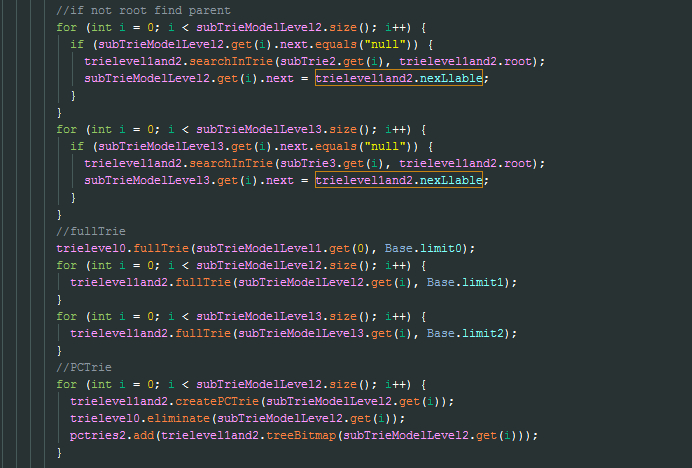 //if not root find parent
for (int i = 0; i < subTrieModelLevel2.size(); i++) {
if (subTrieModelLevel2.get(i).next.equals("null")) {
trielevel1and2.searchInTrie(subTrie2.get(i), trielevel1and2.root);
subTrieModelLevel2.get(i).next = trielevel1and2.nexLlable;
}
}
for (int i = 0; i < subTrieModelLevel3.size(); i++) {
if (subTrieModelLevel3.get(i).next.equals("null")) {
trielevel1and2.searchInTrie(subTrie3.get(i), trielevel1and2.root);
subTrieModelLevel3.get(i).next = trielevel1and2.nexLlable;
}
}
//fullTrie
trielevel0.fullTrie(subTrieModelLevel1.get(0), Base.limit0);
for (int i = 0; i < subTrieModelLevel2.size(); i++) {
trielevel1and2.fullTrie(subTrieModelLevel2.get(i), Base.limit1);
}
for (int i = 0; i < subTrieModelLevel3.size(); i++) {
trielevel1and2.fullTrie(subTrieModelLevel3.get(i), Base.limit2);
}
//PCTrie
for (int i = 0; i < subTrieModelLevel2.size(); i++) {
trielevel1and2.createPCTrie(subTrieModelLevel2.get(i));
trielevel0.eliminate(subTrieModelLevel2.get(i));
pctries2.add(trielevel1and2.treeBitmap(subTrieModelLevel2.get(i)));
}